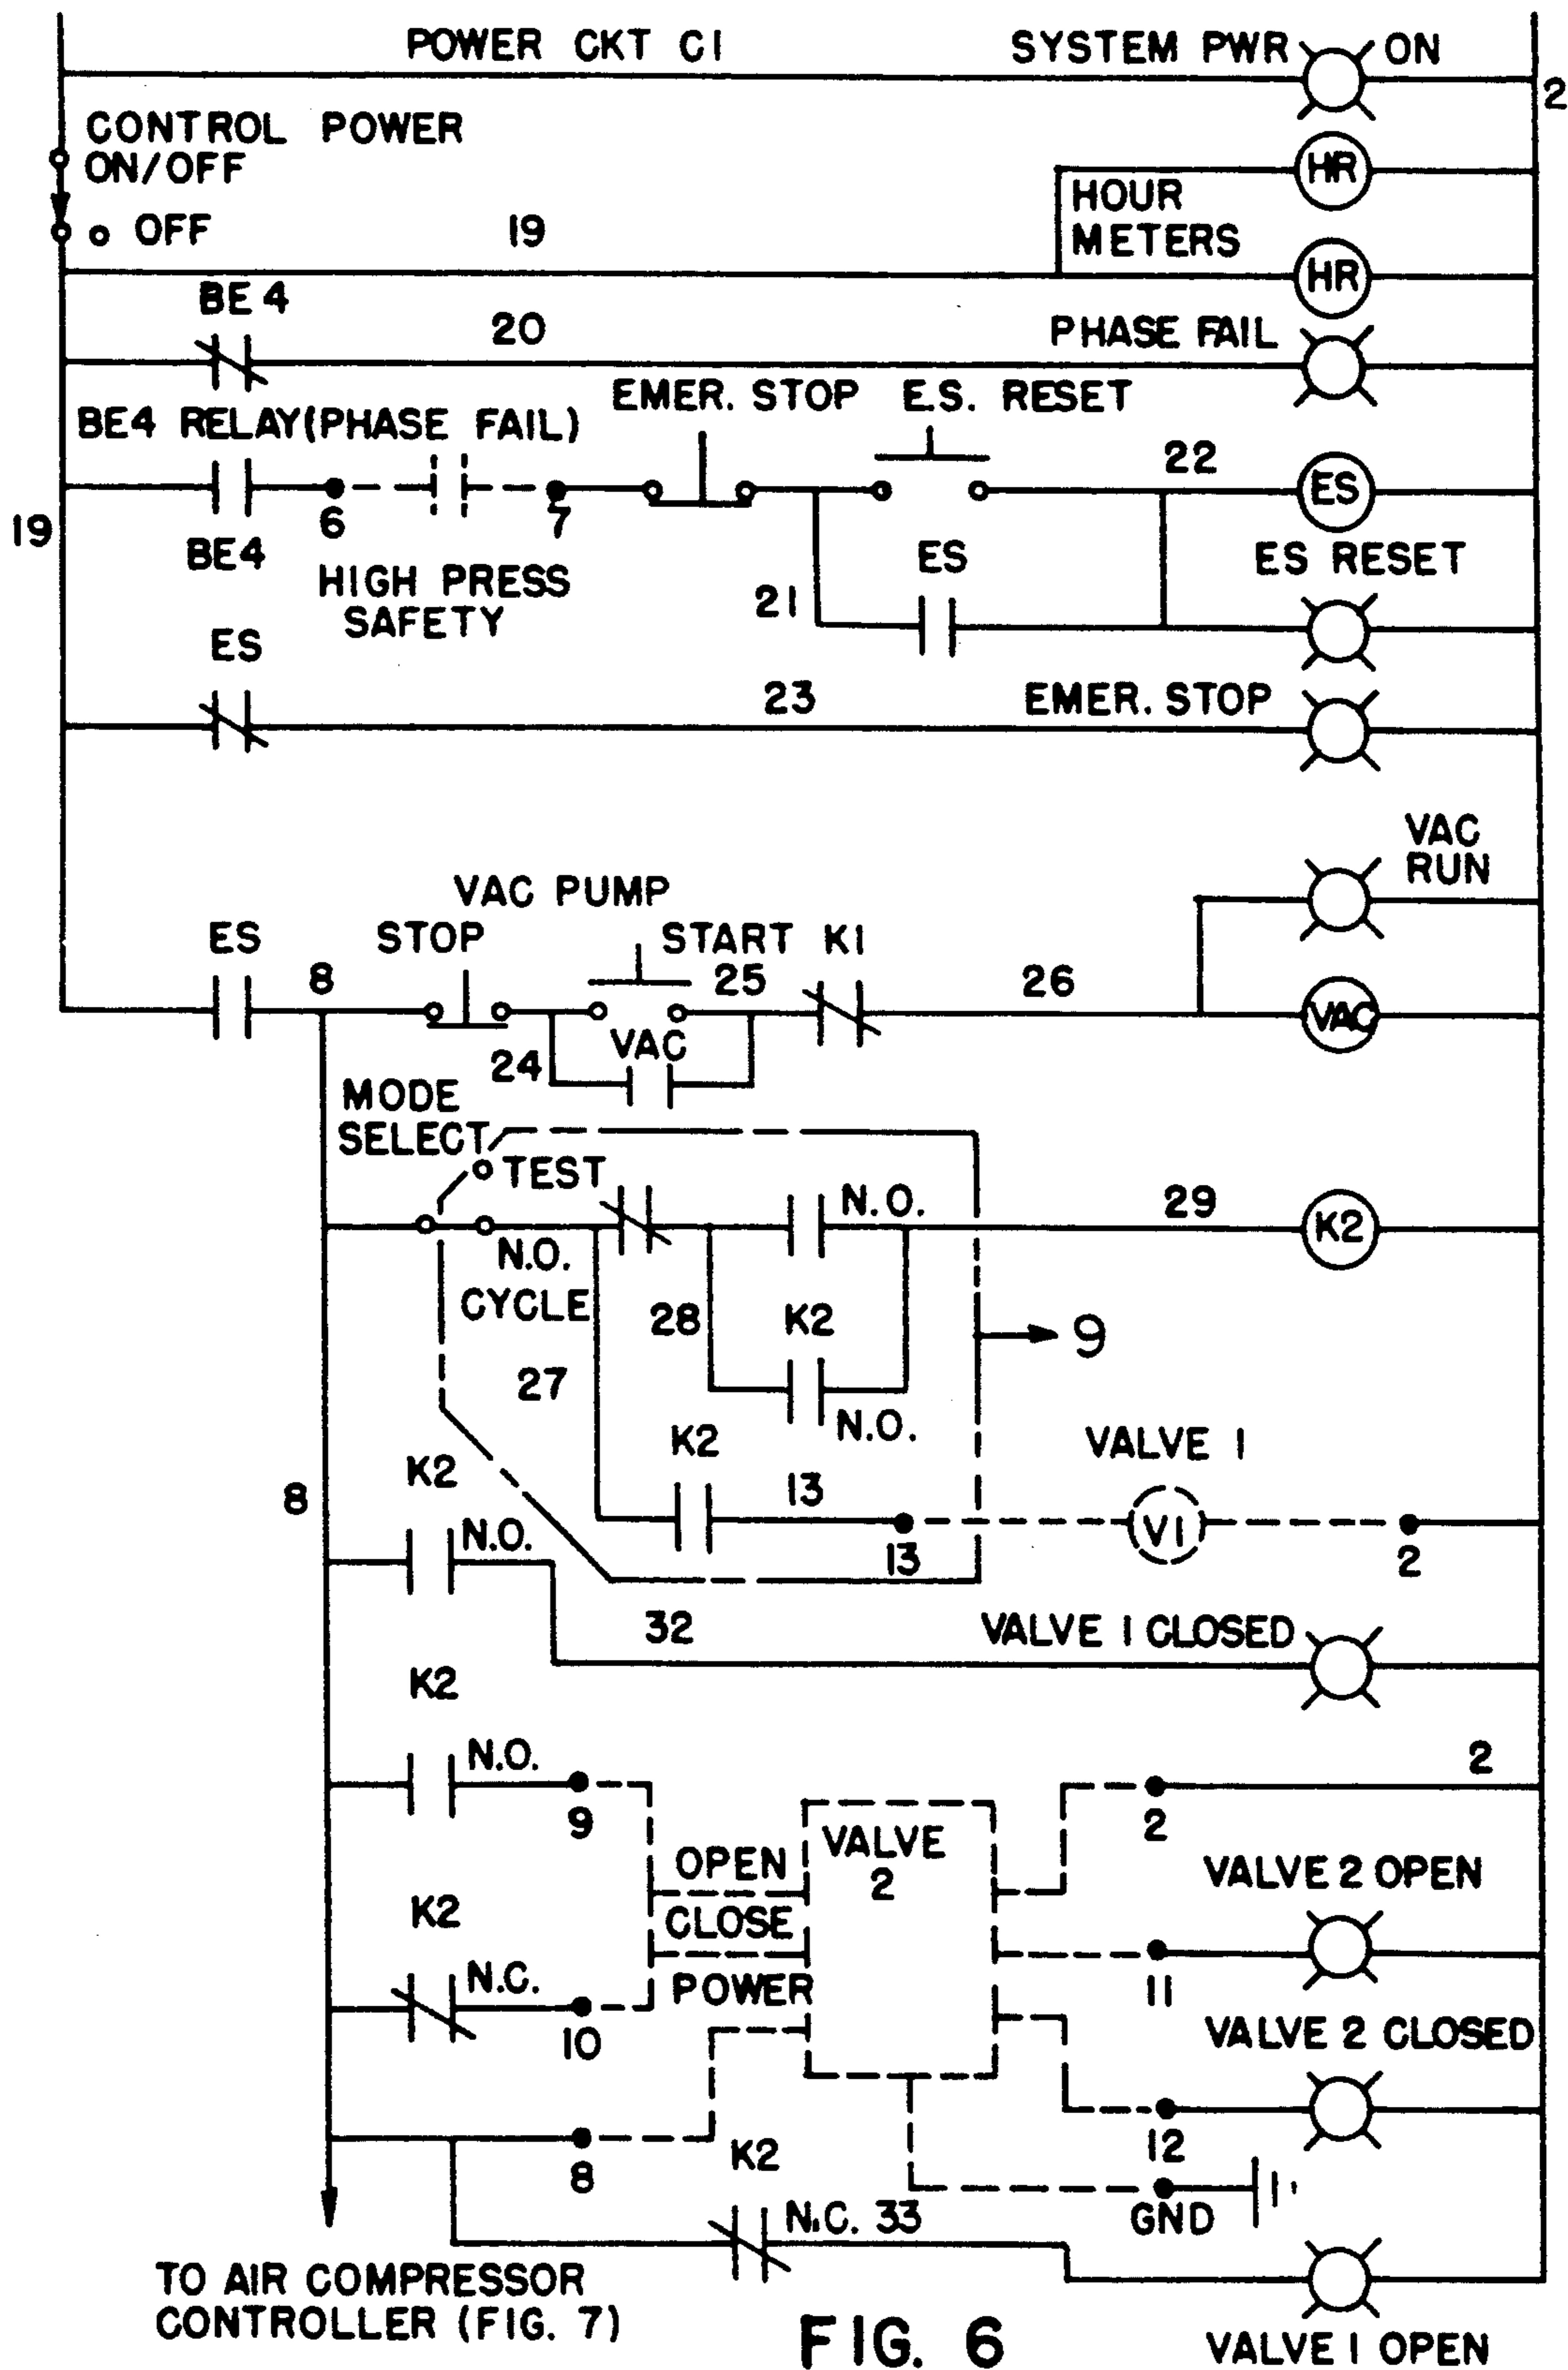 POWER CKT C1
SYSTEM PWR ON
2
CONTROL POWER
ON/OFF
OFF
19
HOUR
METERS
HR
HR
BE 4
20
PHASE FAIL
BE4 RELAY(PHASE FAIL)
EMER. STOP
E.S. RESET
22
ES
19
6
7
BE4
HIGH PRESS
SAFETY
ES
21
ES RESET
ES
23
EMER. STOP
VAC
RUN
VAC PUMP
ES
8
STOP
START
25
K1
26
VAC
24
VAC
MODE
SELECT
TEST
N.O.
29
K2
N.O.
CYCLE
28
K2
9
27
N.O.
K2
13
VALVE 1
V1
13
2
8
K2
N.O.
32
VALVE 1 CLOSED
K2
N.O.
9
2
2
OPEN
CLOSE
POWER
VALVE
2
VALVE 2 OPEN
K2
N.C.
10
11
VALVE 2 CLOSED
8
K2
12
N.C. 33
GND
TO AIR COMPRESSOR
CONTROLLER (FIG. 7)
FIG. 6
VALVE 1 OPEN